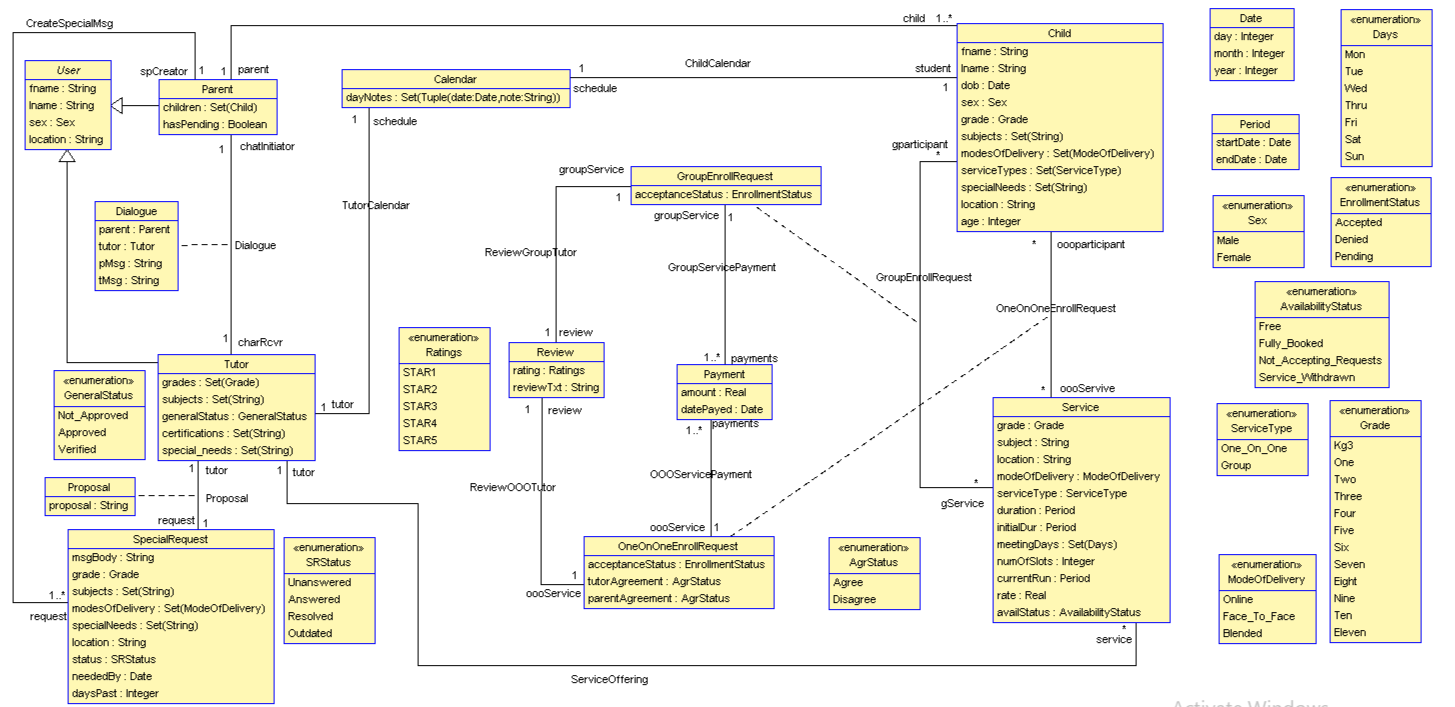 CreateSpecialMsg
child 1..*
spCreator 1
1 parent
User
fname : String
lname : String
sex : Sex
location : String
Parent
children : Set(Child)
hasPending : Boolean
1
chatInitiator
Calendar
dayNotes : Set(Tuple(date:Date,note:String))
1
schedule
ChildCalendar
student
1
1 schedule
TutorCalendar
Child
fname : String
lname : String
dob : Date
sex : Sex
grade : Grade
subjects : Set(String)
modesOfDelivery : Set(ModeOfDelivery)
serviceTypes : Set(ServiceType)
specialNeeds : Set(String)
location : String
age : Integer
gparticipant
*
* oooparticipant
Date
day : Integer
month : Integer
year : Integer
«enumeration»
Days
Mon
Tue
Wed
Thru
Fri
Sat
Sun
Period
startDate : Date
endDate : Date
«enumeration»
Sex
Male
Female
«enumeration»
EnrollmentStatus
Accepted
Denied
Pending
«enumeration»
AvailabilityStatus
Free
Fully_Booked
Not_Accepting_Requests
Service_Withdrawn
Dialogue
parent : Parent
tutor : Tutor
pMsg : String
tMsg : String
Dialogue
groupService
1
GroupEnrollRequest
acceptanceStatus : EnrollmentStatus
groupService 1
ReviewGroupTutor
GroupServicePayment
GroupEnrollRequest
OneOnOneEnrollRequest
1
charRcvr
Tutor
grades : Set(Grade)
subjects : Set(String)
generalStatus : GeneralStatus
certifications : Set(String)
special_needs : Set(String)
1 tutor
1 tutor
1 tutor
«enumeration»
GeneralStatus
Not_Approved
Approved
Verified
«enumeration»
Ratings
STAR1
STAR2
STAR3
STAR4
STAR5
1 review
Review
rating : Ratings
reviewTxt : String
1 review
1..* payments
Payment
amount : Real
datePayed : Date
1..* payments
* oooServive
Service
grade : Grade
subject : String
location : String
modeOfDelivery : ModeOfDelivery
serviceType : ServiceType
duration : Period
initialDur : Period
meetingDays : Set(Days)
numOfSlots : Integer
currentRun : Period
rate : Real
availStatus : AvailabilityStatus
*
gService
*
service
«enumeration»
ServiceType
One_On_One
Group
«enumeration»
Grade
Kg3
One
Two
Three
Four
Five
Six
Seven
Eight
Nine
Ten
Eleven
«enumeration»
ModeOfDelivery
Online
Face_To_Face
Blended
Proposal
proposal : String
Proposal
request 1
SpecialRequest
msgBody : String
grade : Grade
subjects : Set(String)
modesOfDelivery : Set(ModeOfDelivery)
specialNeeds : Set(String)
location : String
status : SRStatus
neededBy : Date
daysPast : Integer
1..*
request
«enumeration»
SRStatus
Unanswered
Answered
Resolved
Outdated
ReviewOOOTutor
OOOServicePayment
oooService 1
OneOnOneEnrollRequest
acceptanceStatus : EnrollmentStatus
tutorAgreement : AgrStatus
parentAgreement : AgrStatus
1
oooService
«enumeration»
AgrStatus
Agree
Disagree
ServiceOffering
Activate Windows